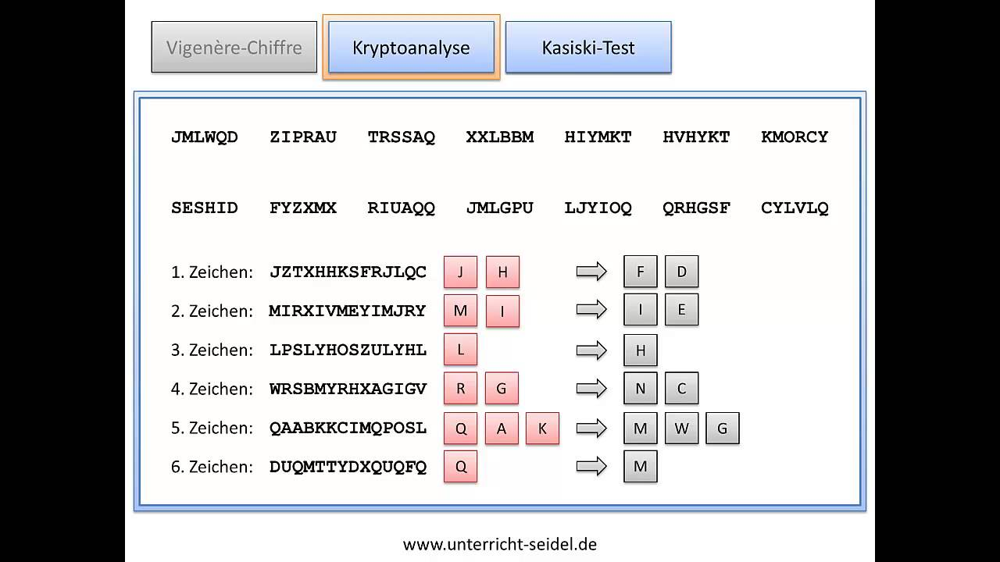 Vigenère-Chiffre Kryptoanalyse Kasiski-Test
JMLWQD ZIPRAU TRSSAQ XXLBBM HIYMKT HVHYKT KMORCY
SESHID FYZXMX RIUAQQ JMLGPU LJYIOQ QRHGSF CYLVLQ
1. Zeichen: JZTXHHKSFRJLQC J H F D
2. Zeichen: MIRXIVMEYIMJRY M I I E
3. Zeichen: LPSLYHOSZULYHL L H
4. Zeichen: WRSBMYRHXAGIGV R G N C
5. Zeichen: QAABKKCIMQPOSL Q A K M W G
6. Zeichen: DUQMTTYDXQUQFQ Q M
www.unterricht-seidel.de